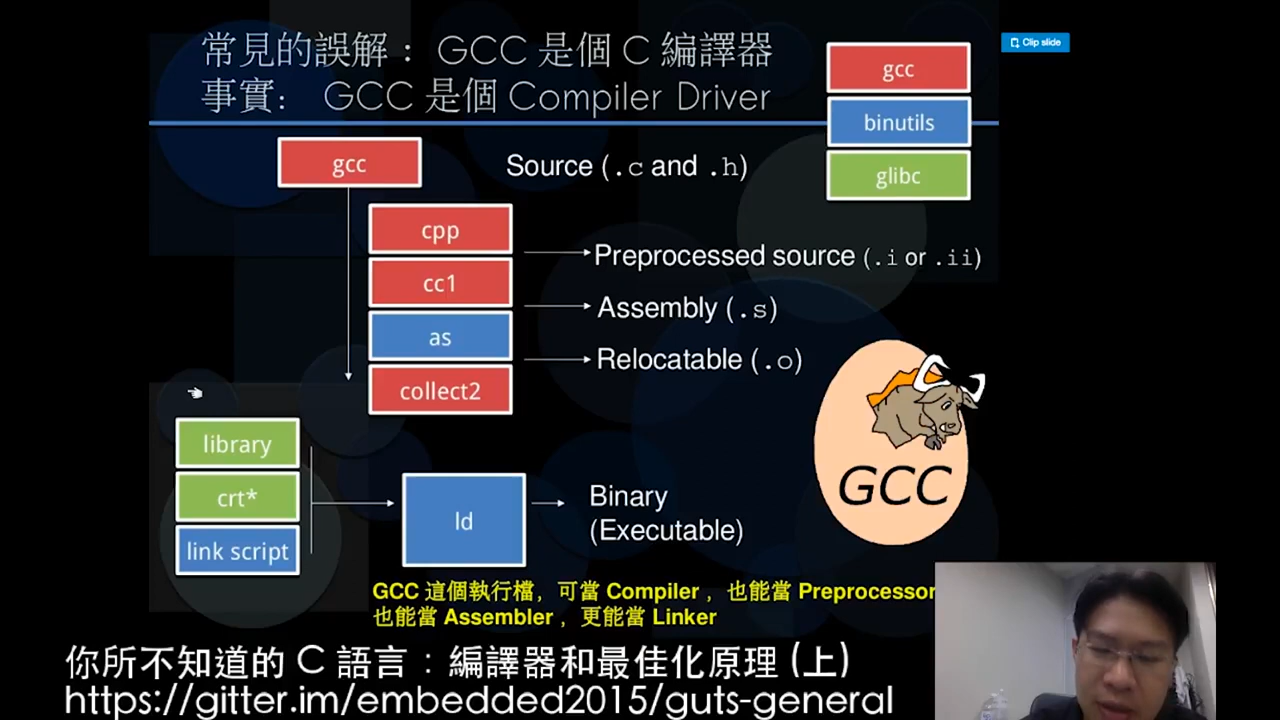 常見的誤解： GCC 是個 C 編譯器
事實： GCC 是個 Compiler Driver
Clip slide
gcc
binutils
glibc
gcc
Source (.c and .h)
cpp
Preprocessed source (.i or .ii)
cc1
Assembly (.s)
as
Relocatable (.o)
collect2
library
crt*
link script
ld
Binary
(Executable)
GCC
GCC 這個執行檔，可當 Compiler ，也能當 Preprocessor
也能當 Assembler ，更能當 Linker
你所不知道的 C 語言：編譯器和最佳化原理 (上)
https://gitter.im/embedded2015/guts-general